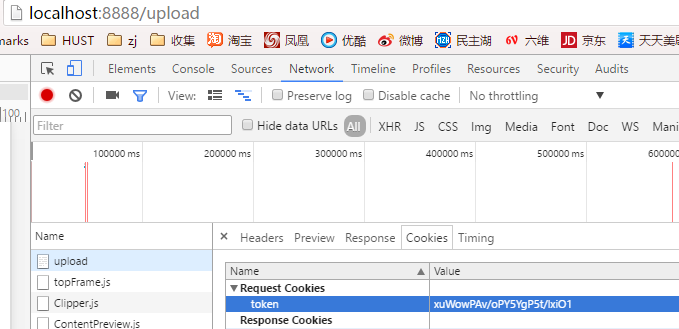 localhost:8888/upload
marks HUST zj 收集 淘宝 凤凰 优酷 微博 民主湖 六维 京东 天天美剧
Elements Console Sources Network Timeline Profiles Resources Security Audits
View: Preserve log Disable cache No throttling
100
Filter Hide data URLs All XHR JS CSS Img Media Font Doc WS Mani
100000 ms 200000 ms 300000 ms 400000 ms 500000 ms 600000
Name × Headers Preview Response Cookies Timing
upload
topFrame.js
Clipper.js
ContentPreview.js
Name Value
Request Cookies
token xuWowPAv/oPY5YgP5t/IxiO1
Response Cookies